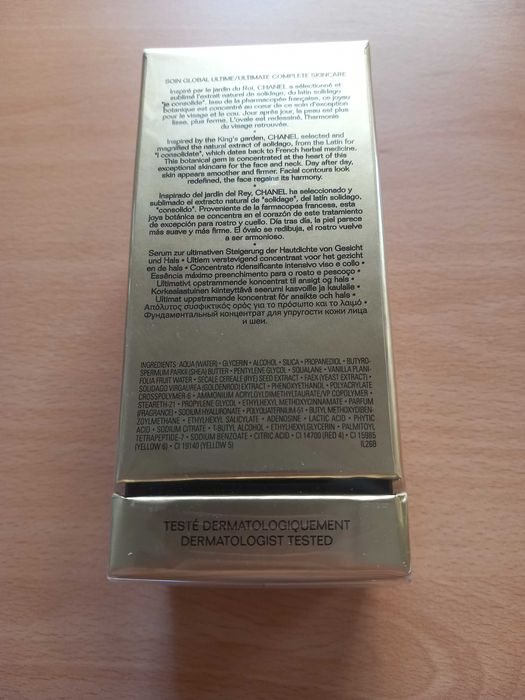 SOIN GLOBAL ULTIME/ULTIMATE COMPLETE SKINCARE
Inspiré par le jardin du Roi, CHANEL a sélectionné et
sublimé l'extrait naturel de solidago, du latin solidago
"je consolide". Issu de la pharmacopée française, ce joyau
botanique est concentré au cœur de ce soin d'exception
pour le visage et le cou. Jour après jour, la peau est plus
lisse, plus ferme. L'ovale est redessiné, l'harmonie
du visage retrouvée.
•
Inspired by the King's garden, CHANEL selected and
magnified the natural extract of solidago, from the Latin for
"I consolidate", which dates back to French herbal medicine.
This botanical gem is concentrated at the heart of this
exceptional skincare for the face and neck. Day after day,
skin appears smoother and firmer. Facial contours look
redefined, the face regains its harmony.
•
Inspirado del jardín del Rey, CHANEL ha seleccionado y
sublimado el extracto natural de "solidago", del latín solidago,
"consolido". Proveniente de la farmacopea francesa, esta
joya botánica se concentra en el corazón de este tratamiento
de excepción para rostro y cuello. Día tras día, la piel parece
más suave y más firme. El óvalo se redibuja, el rostro vuelve
a ser armonioso.
•
Serum zur ultimativen Steigerung der Hautdichte von Gesicht
und Hals • Ultiem verstevigend concentraat voor het gezicht
en de hals • Concentrato ridensificante intensivo viso e collo •
Essência máximo preenchimento para o rosto e pescoço •
Ultimativt opstrammende koncentrat til ansigt og hals •
Korkealaatuinen kiinteyttävä seerumi kasvoille ja kaulalle •
Ultimat uppstramande koncentrat för ansikte och hals •
Απόλυτος συσφικτικός ορός για το πρόσωπο και το λαιμό •
Фундаментальный концентрат для упругости кожи лица
и шеи.
INGREDIENTS: AQUA (WATER) • GLYCERIN • ALCOHOL • SILICA • PROPANEDIOL • BUTYRO-
SPERMUM PARKII (SHEA) BUTTER • PENTYLENE GLYCOL • SQUALANE • VANILLA PLANI-
FOLIA FRUIT WATER • SECALE CEREALE (RYE) SEED EXTRACT • FAEX (YEAST EXTRACT) •
SOLIDAGO VIRGAUREA (GOLDENROD) EXTRACT • PHENOXYETHANOL • POLYACRYLATE
CROSSPOLYMER-6 • AMMONIUM ACRYLOYLDIMETHYLTAURATE/VP COPOLYMER •
STEARETH-21 • PROPYLENE GLYCOL • ETHYLHEXYL METHOXYCINNAMATE • PARFUM
(FRAGRANCE) • SODIUM HYALURONATE • POLYQUATERNIUM-51 • BUTYL METHOXYDIBEN-
ZOYLMETHANE • ETHYLHEXYL SALICYLATE • ADENOSINE • LACTIC ACID • PHYTIC
ACID • SODIUM CITRATE • T-BUTYL ALCOHOL • ETHYLHEXYLGLYCERIN • PALMITOYL
TETRAPEPTIDE-7 • SODIUM BENZOATE • CITRIC ACID • CI 14700 (RED 4) • CI 15985
(YELLOW 6) • CI 19140 (YELLOW 5) IL26B
TESTÉ DERMATOLOGIQUEMENT
DERMATOLOGIST TESTED